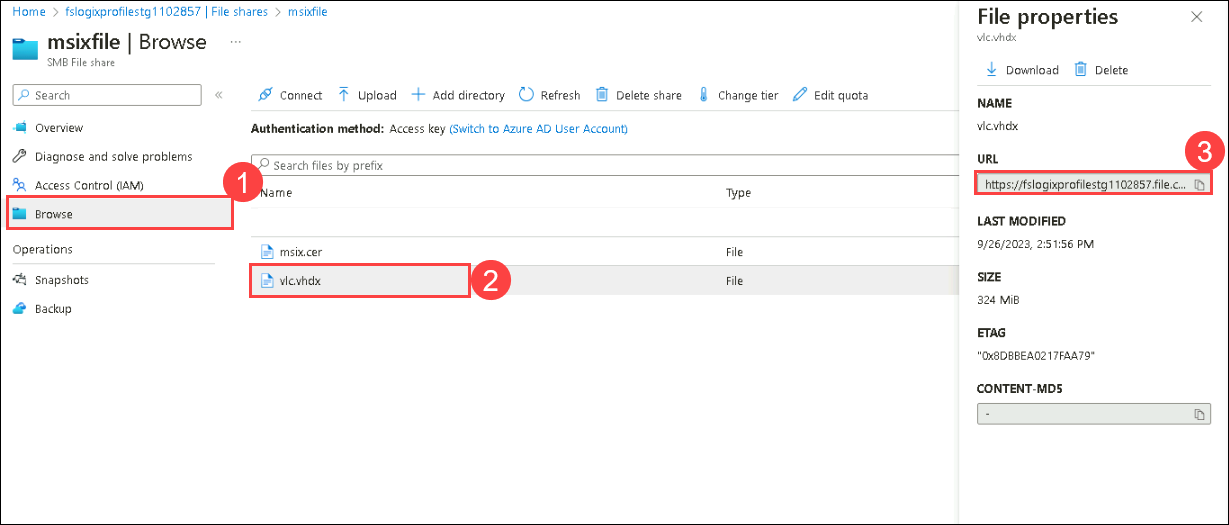 Home > fslogixprofilestg1102857 | File shares > msixfile
msixfile | Browse ...
SMB File share
Search «
Overview
Diagnose and solve problems
Access Control (IAM)
1
Browse
Operations
Snapshots
Backup
Connect Upload Add directory Refresh Delete share Change tier Edit quota
Authentication method: Access key (Switch to Azure AD User Account)
Search files by prefix
Name Type
msix.cer File
vlc.vhdx 2 File
File properties
vlc.vhdx
Download Delete
NAME
vlc.vhdx
URL
3
https://fslogixprofilestg1102857.file.c...
LAST MODIFIED
9/26/2023, 2:51:56 PM
SIZE
324 MiB
ETAG
"0x8DBBEA0217FAA79"
CONTENT-MD5
-